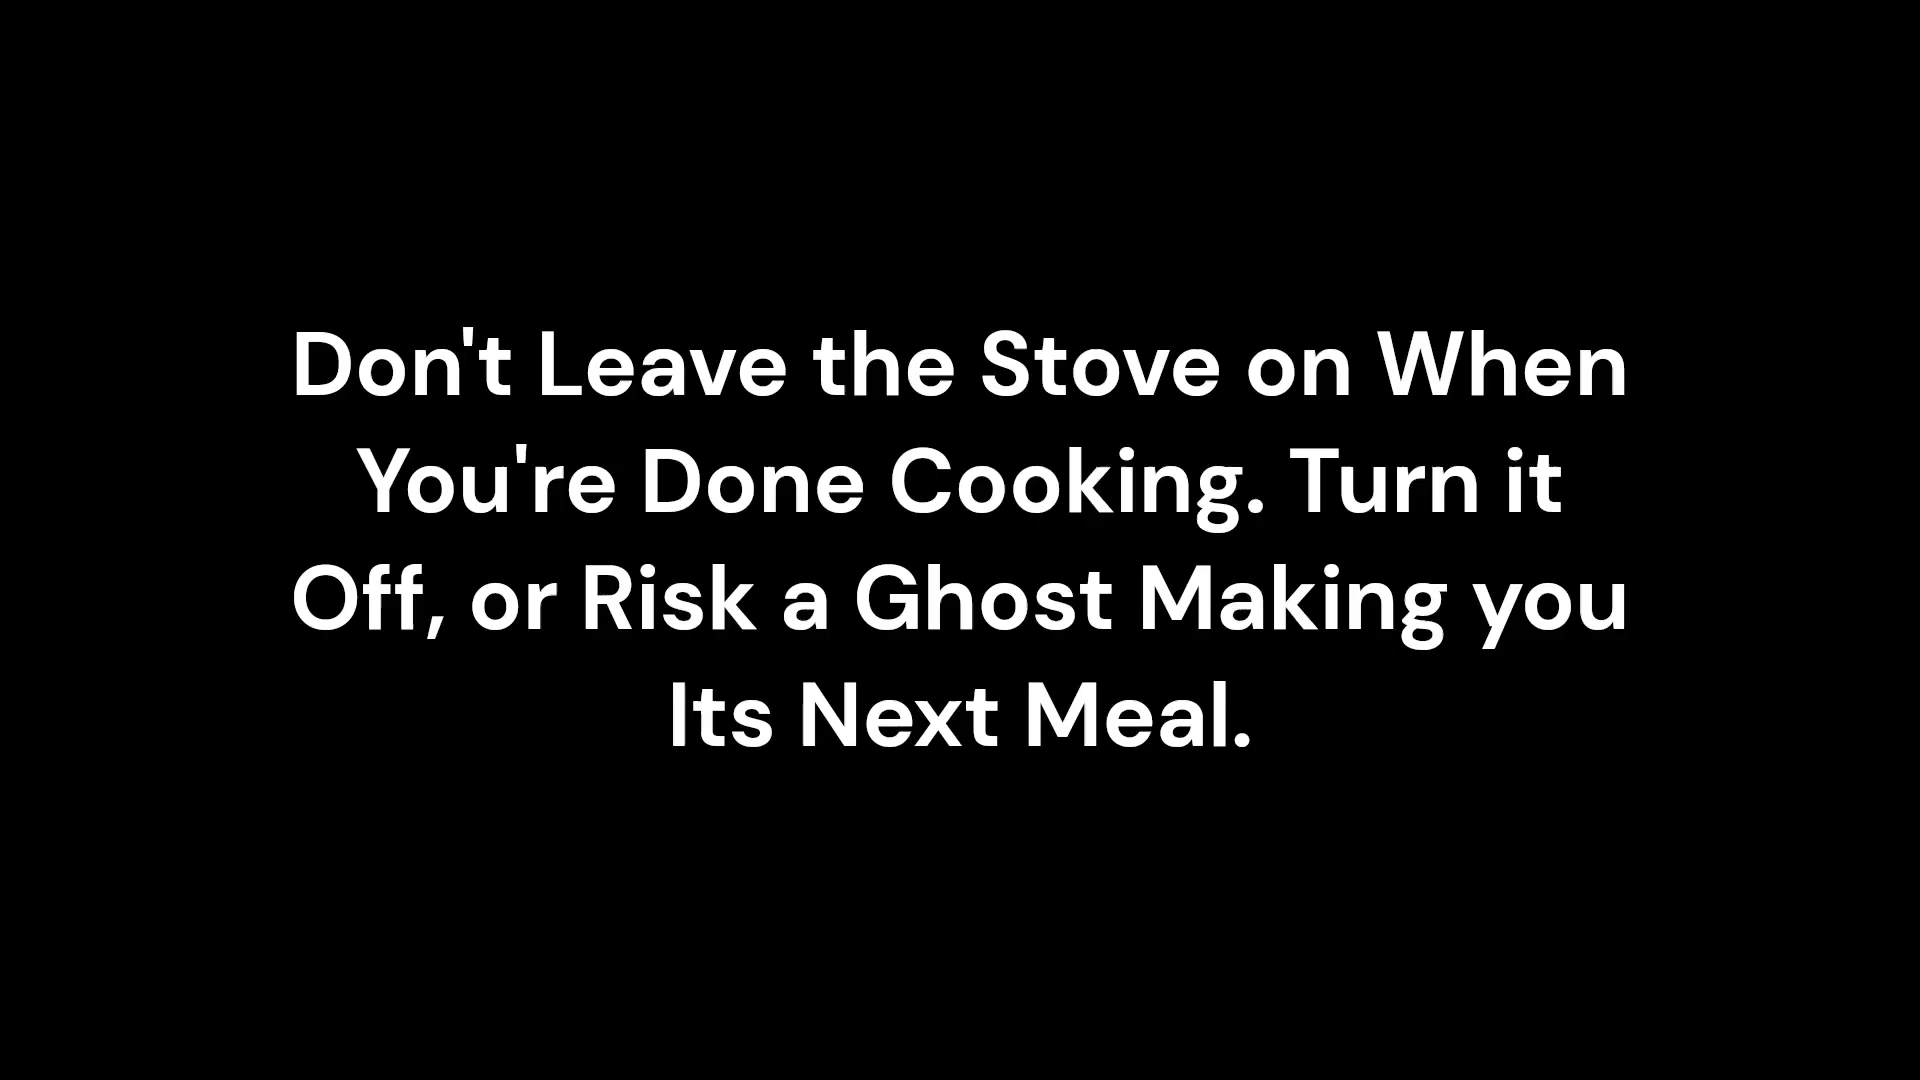 Don't Leave the Stove on When
You're Done Cooking. Turn it
Off, or Risk a Ghost Making you
Its Next Meal.